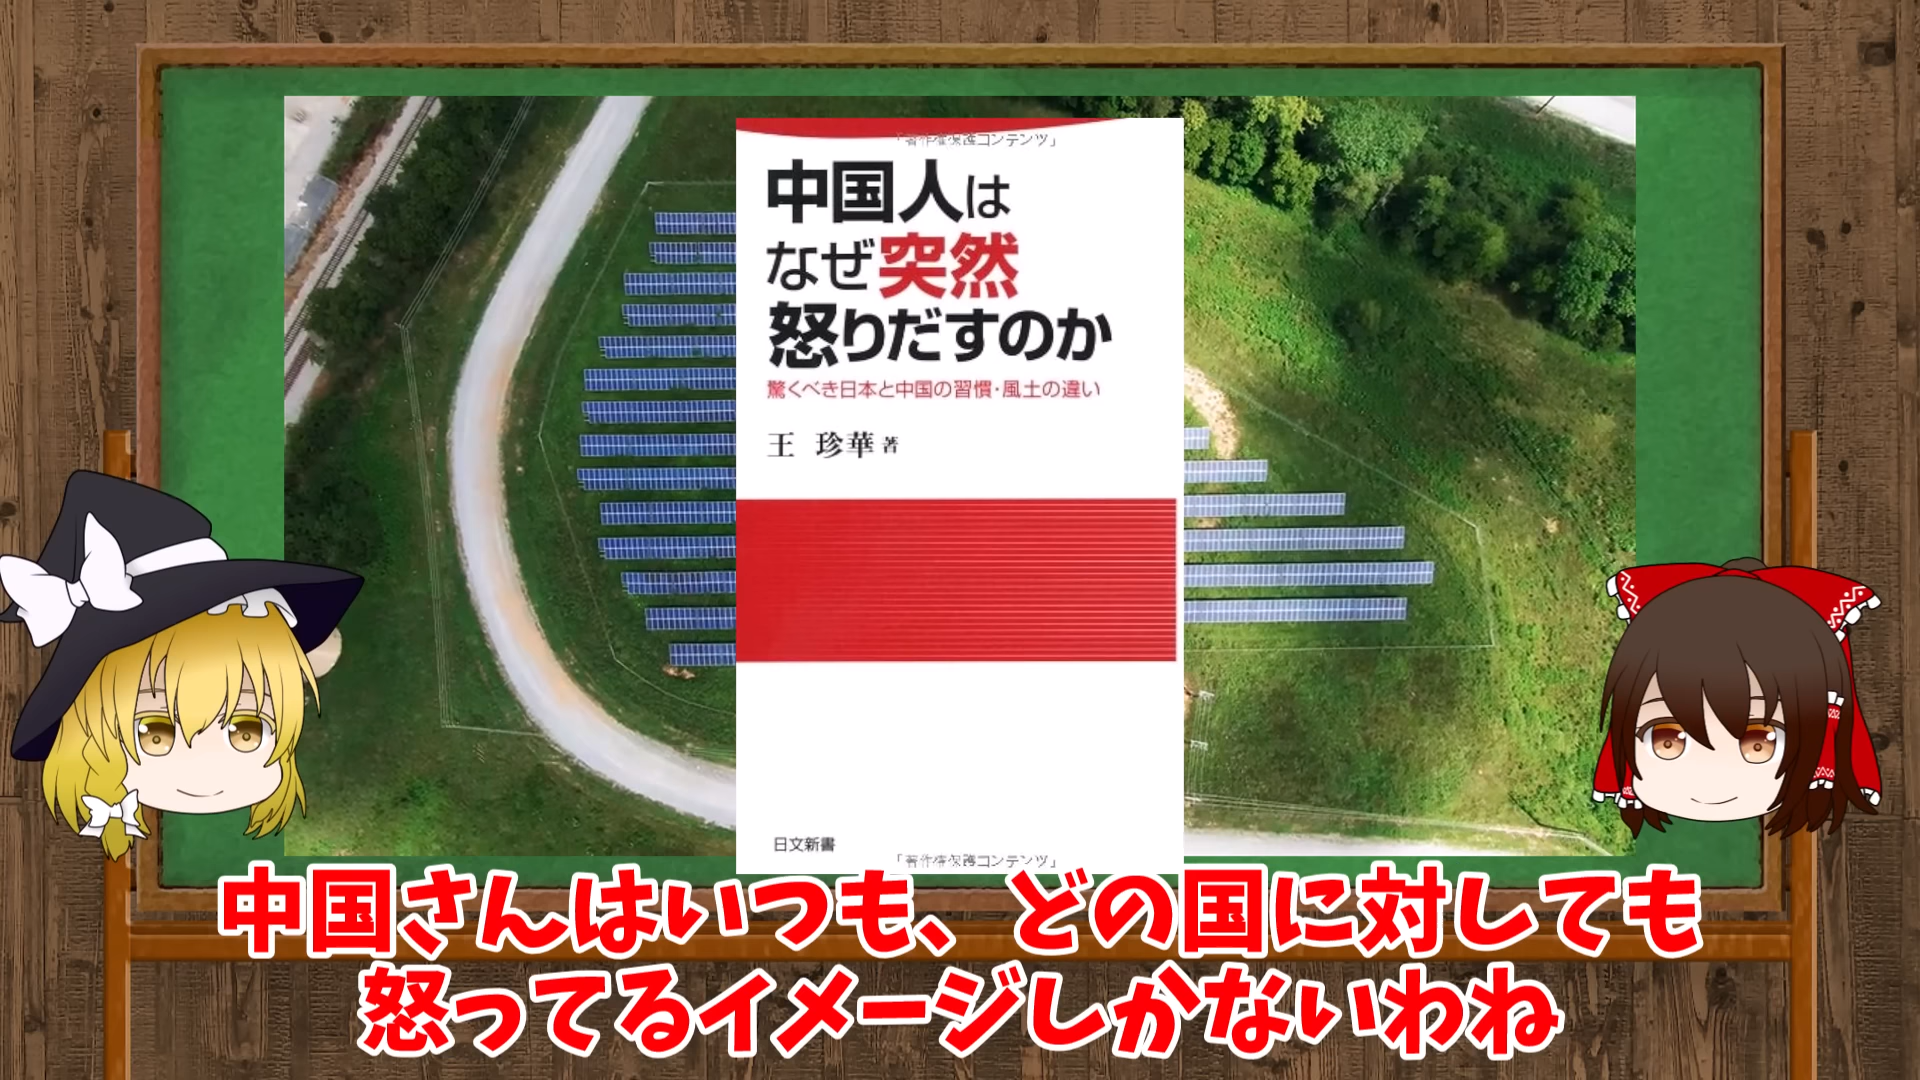 「著作権保護コンテンツ」
中国人は
なぜ突然
怒りだすのか
驚くべき日本と中国の習慣・風土の違い
王 珍華 著
日文新書
「著作権保護コンテンツ」
中国さんはいつも、どの国に対しても
怒ってるイメージしかないわね